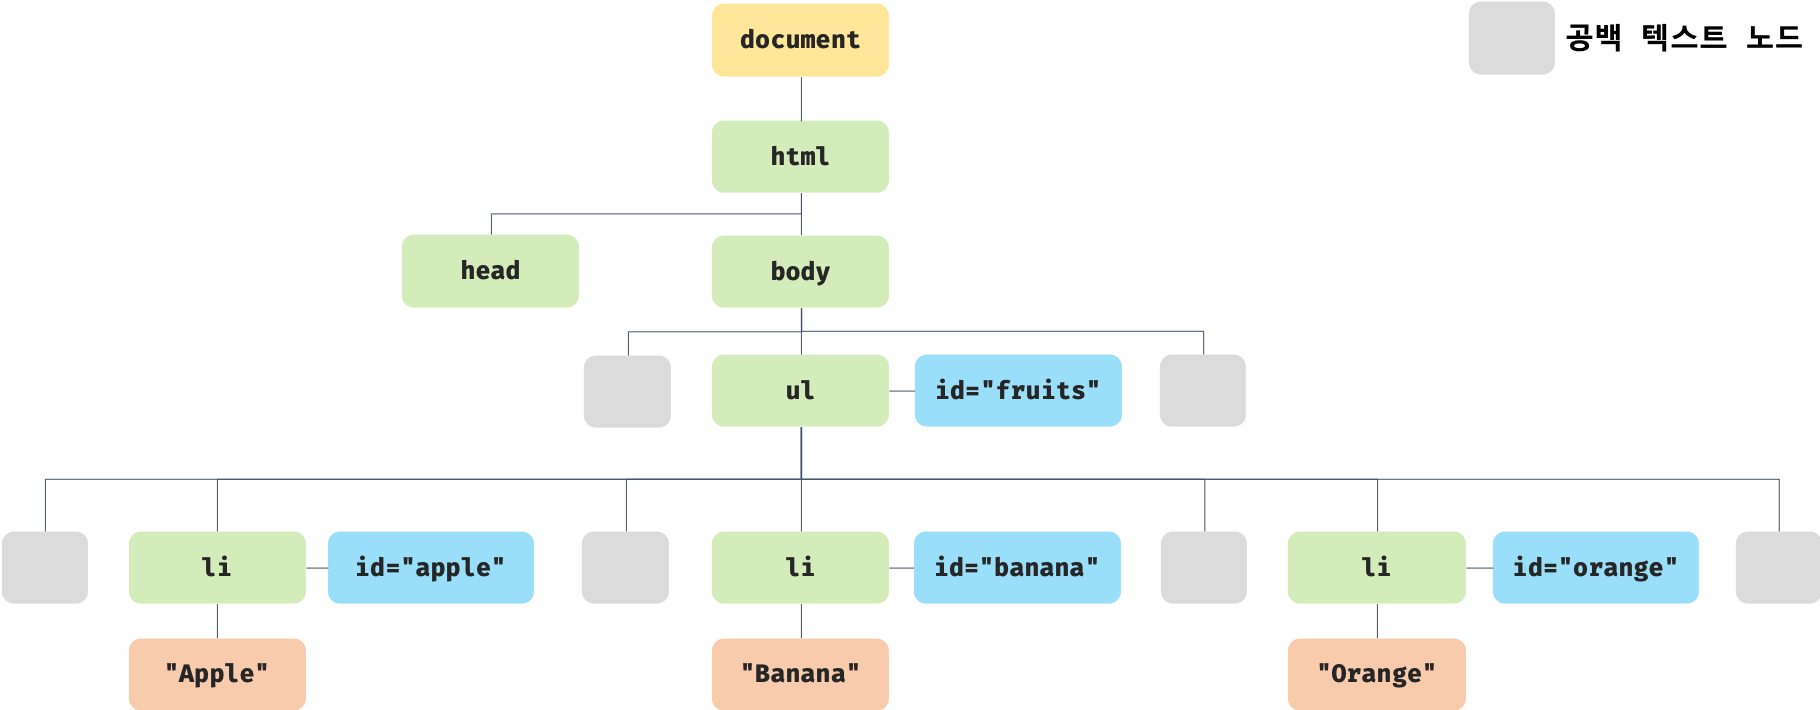 document
공백 텍스트 노드
html
head
body
ul
id="fruits"
li
id="apple"
li
id="banana"
li
id="orange"
"Apple"
"Banana"
"Orange"